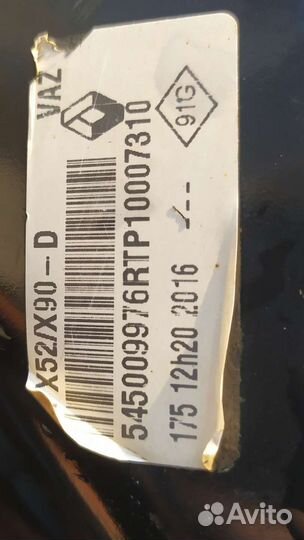 VAZ
91G
X52/X90-D
545009976RTP10007310
175 12h20 2016 -/--
Avito